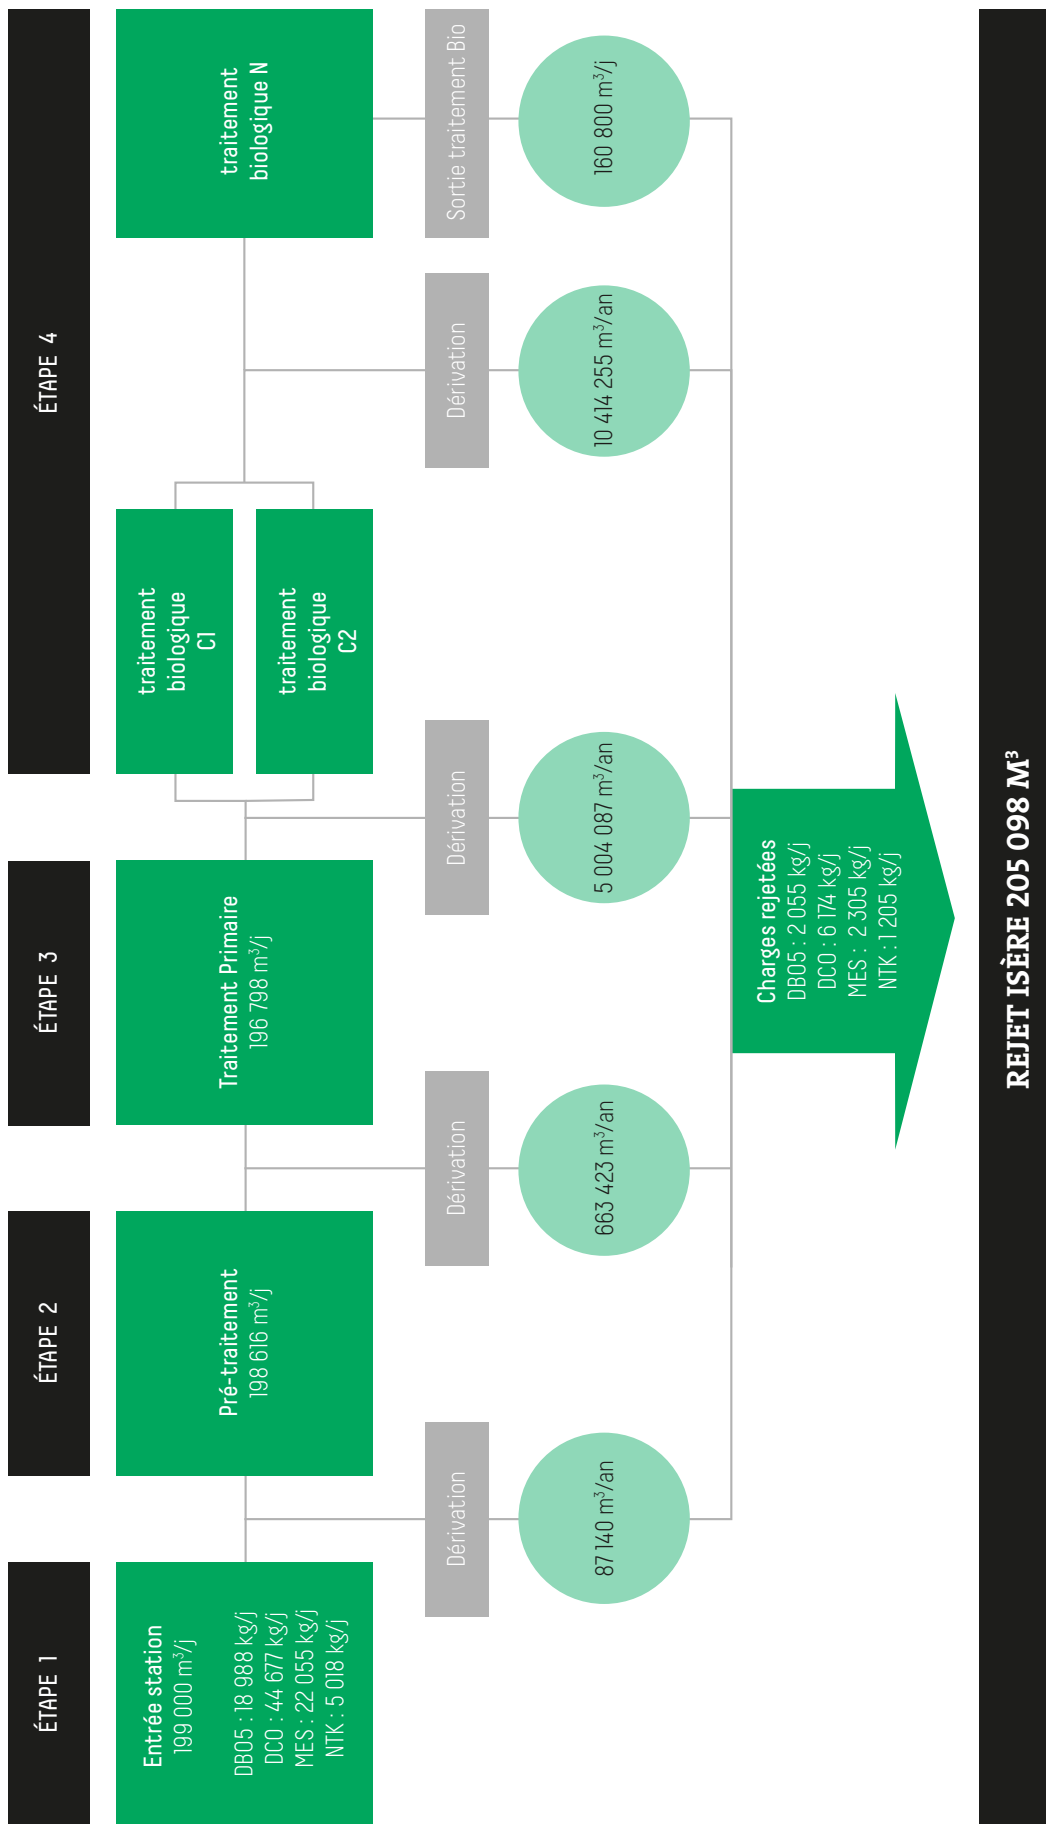 ÉTAPE 1
ÉTAPE 2
ÉTAPE 3
ÉTAPE 4
Entrée station
199 000 m³/j
DBO5 : 18 988 kg/j
DCO : 44 677 kg/j
MES : 22 055 kg/j
NTK : 5 018 kg/j
Pré-traitement
198 616 m³/j
Traitement Primaire
196 798 m³/j
traitement
biologique
C1
traitement
biologique
C2
traitement
biologique N
Dérivation
Dérivation
Dérivation
Dérivation
Sortie traitement Bio
87 140 m³/an
663 423 m³/an
5 004 087 m³/an
10 414 255 m³/an
160 800 m³/j
Charges rejetées
DBO5 : 2 055 kg/j
DCO : 6 174 kg/j
MES : 2 305 kg/j
NTK : 1 205 kg/j
REJET ISÈRE 205 098 M³